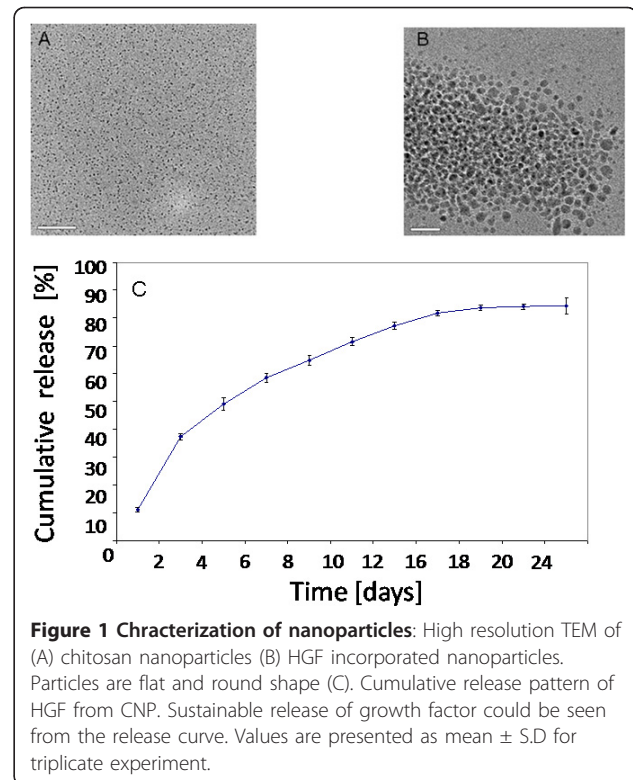 A
B
C
Cumulative release [%]
100
90
80
70
60
50
40
30
20
10
0
0 2 4 6 8 9 10 12 14 16 18 20 22 24
Time [days]
Figure 1 Chracterization of nanoparticles: High resolution TEM of
(A) chitosan nanoparticles (B) HGF incorporated nanoparticles.
Particles are flat and round shape (C). Cumulative release pattern of
HGF from CNP. Sustainable release of growth factor could be seen
from the release curve. Values are presented as mean ± S.D for
triplicate experiment.